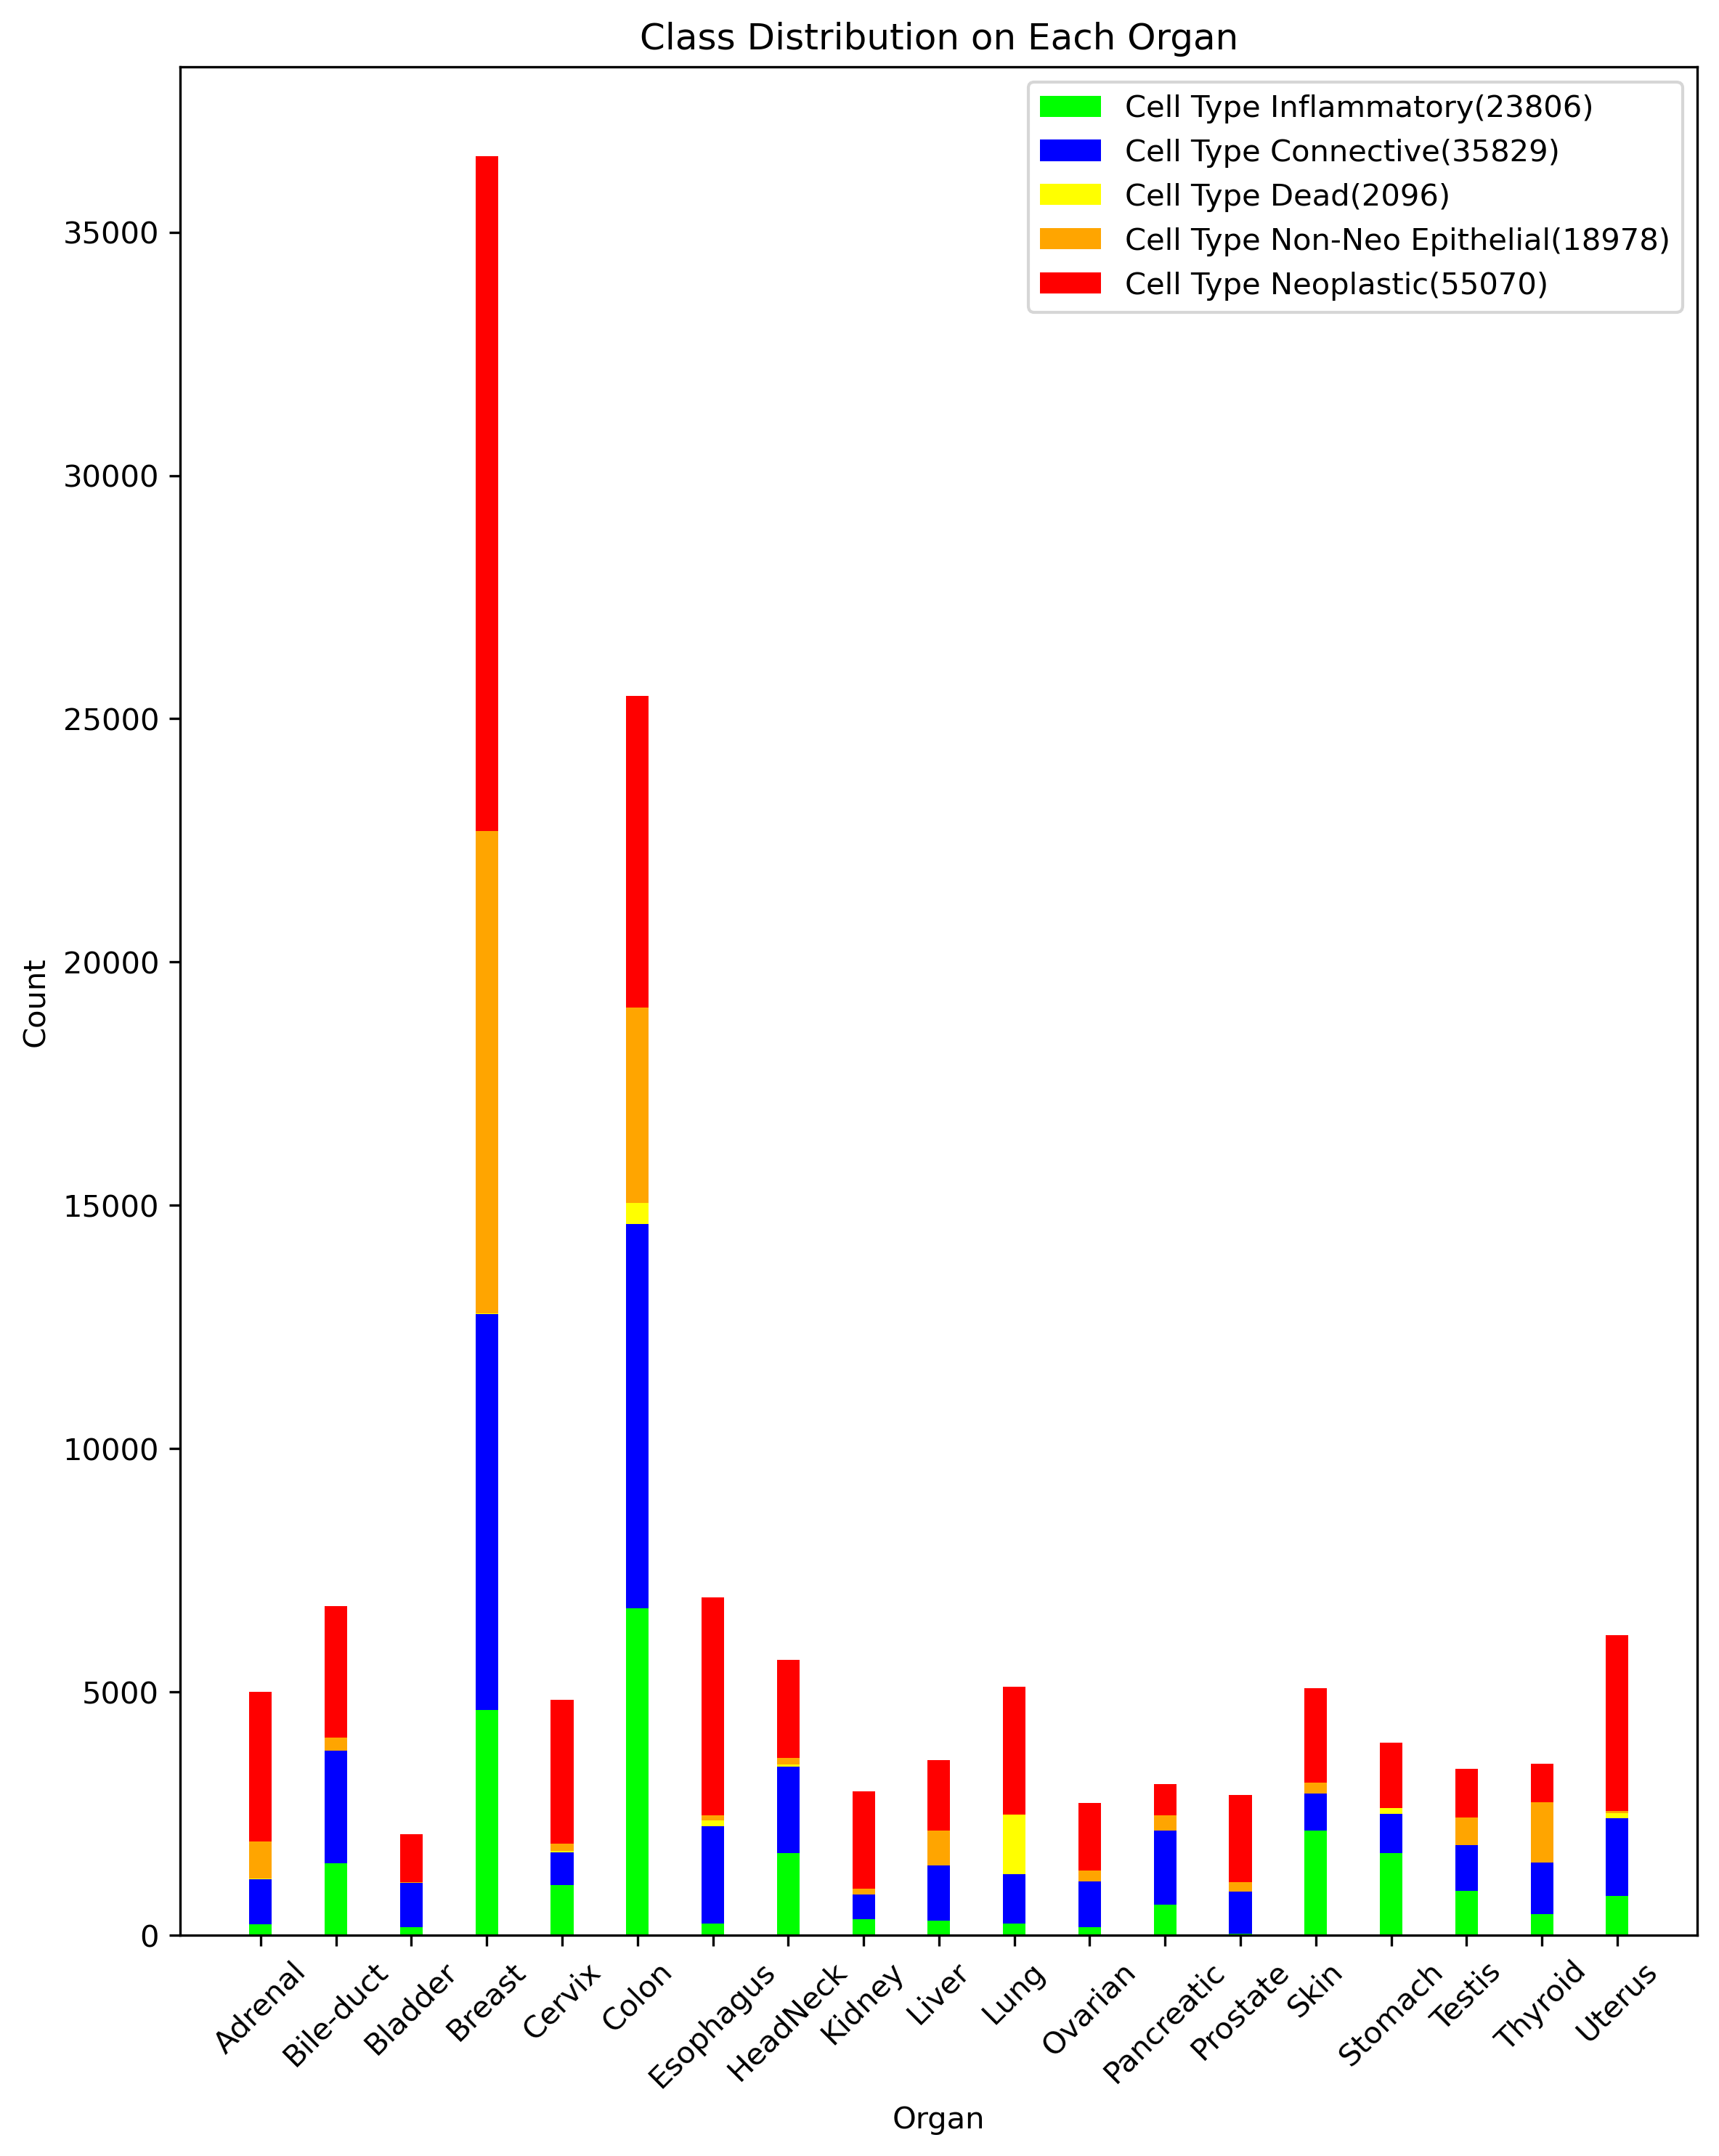 Class Distribution on Each Organ
Cell Type Inflammatory(23806)
Cell Type Connective(35829)
Cell Type Dead(2096)
Cell Type Non-Neo Epithelial(18978)
Cell Type Neoplastic(55070)
35000
30000
25000
20000
15000
10000
5000
0
Count
Adrenal
Bile-duct
Bladder
Breast
Cervix
Colon
Esophagus
HeadNeck
Kidney
Liver
Lung
Ovarian
Pancreatic
Prostate
Skin
Stomach
Testis
Thyroid
Uterus
Organ